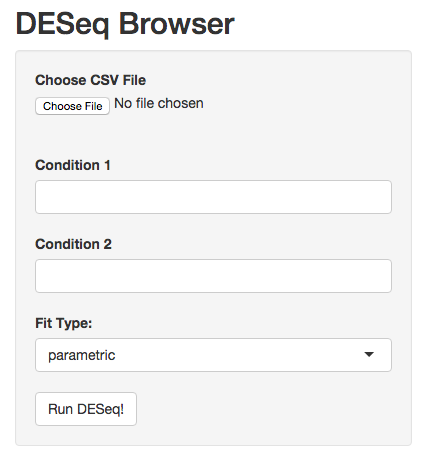 DESeq Browser
Choose CSV File
Choose File No file chosen
Condition 1
Condition 2
Fit Type:
parametric
Run DESeq!